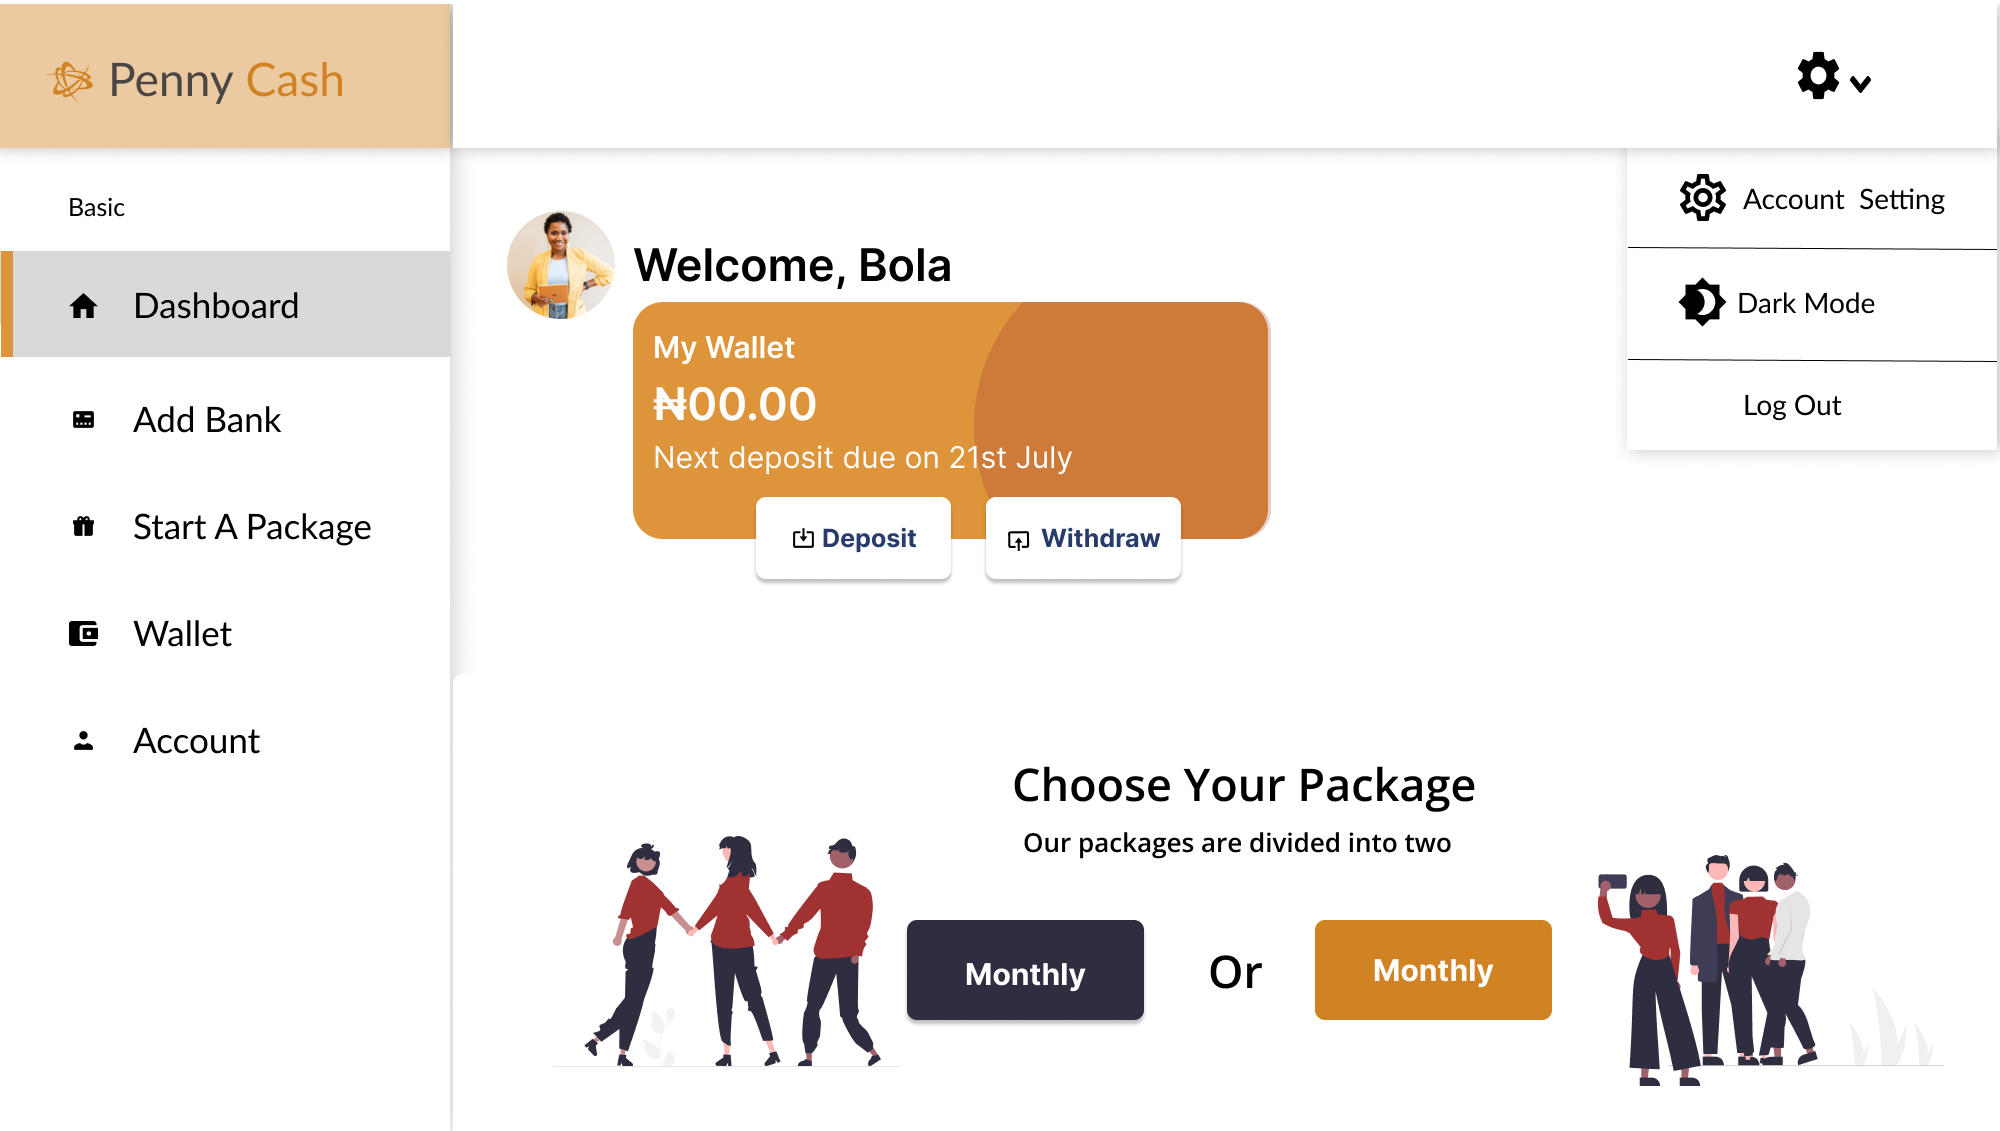 Penny Cash
Basic
Dashboard
Add Bank
Start A Package
Wallet
Account
Account Setting
Dark Mode
Log Out
Welcome, Bola
My Wallet
₦00.00
Next deposit due on 21st July
Deposit
Withdraw
Choose Your Package
Our packages are divided into two
Monthly
Or
Monthly